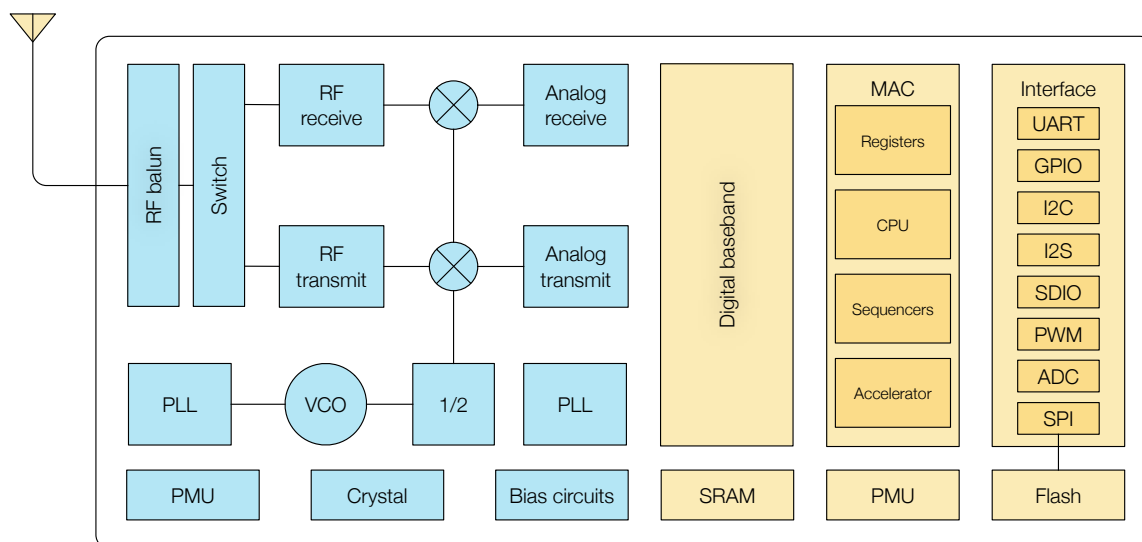 RF balun
Switch
RF
receive
Analog
receive
RF
transmit
Analog
transmit
PLL
VCO
1/2
PLL
PMU
Crystal
Bias circuits
Digital baseband
SRAM
MAC
Registers
CPU
Sequencers
Accelerator
PMU
Interface
UART
GPIO
I2C
I2S
SDIO
PWM
ADC
SPI
Flash